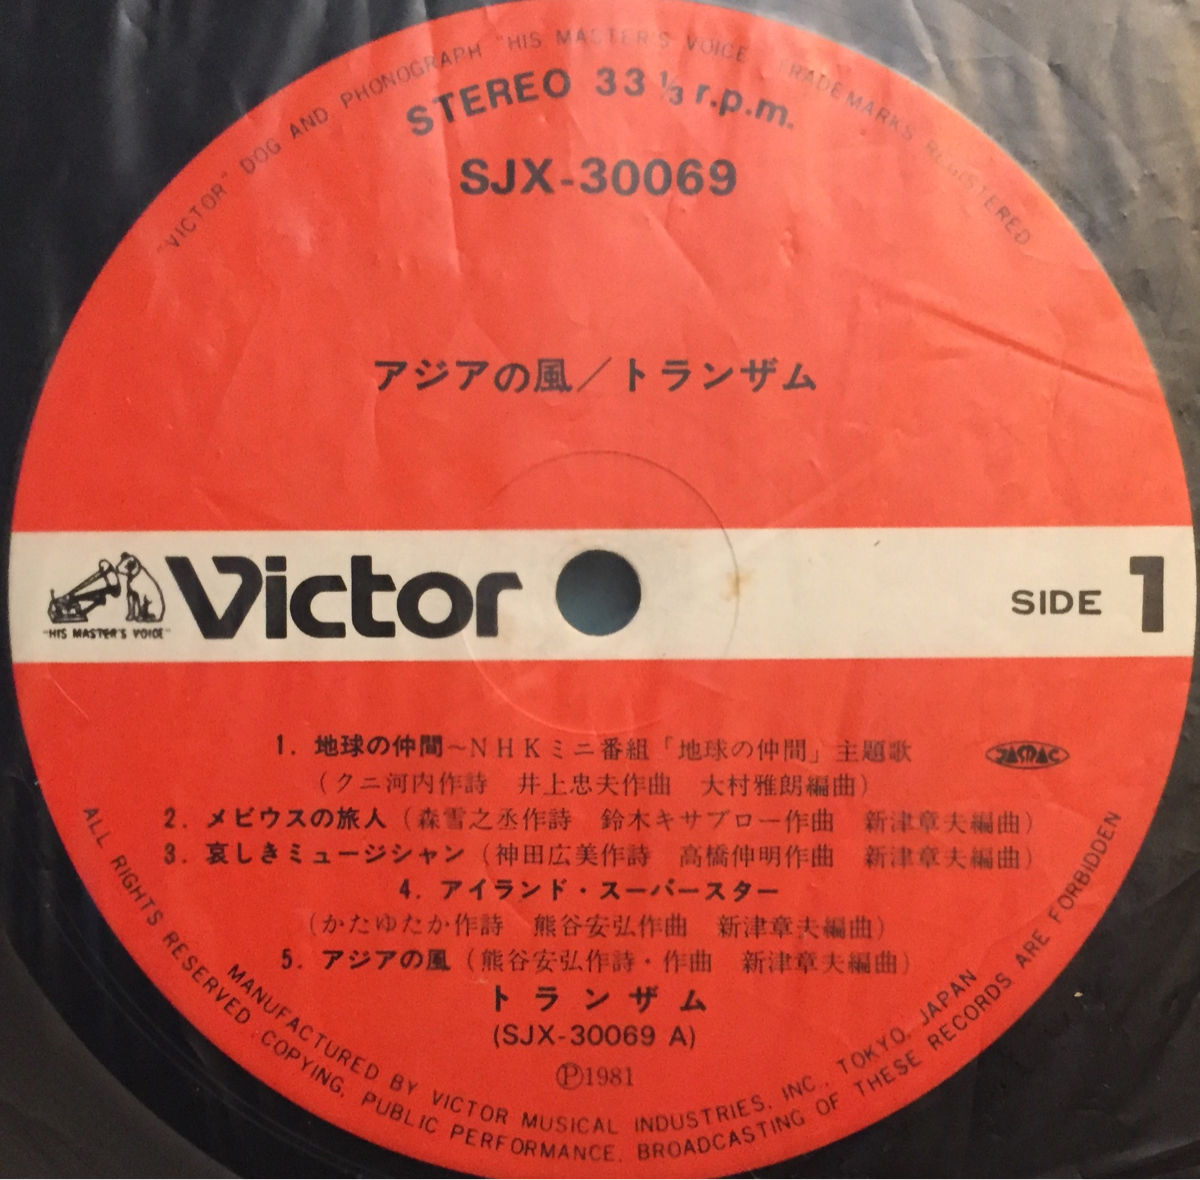 "VICTOR" DOG AND PHONOGRAPH "HIS MASTER'S VOICE" TRADEMARKS REGISTERED
STEREO 33⅓ r.p.m.
SJX-30069
アジアの風／トランザム
"HIS MASTER'S VOICE"
Victor
SIDE 1
1. 地球の仲間～NHKミニ番組「地球の仲間」主題歌
JASRAC
(クニ河内作詩　井上忠夫作曲　大村雅朗編曲)
2. メビウスの旅人(森雪之丞作詩　鈴木キサブロー作曲　新津章夫編曲)
3. 哀しきミュージシャン(神田広美作詩　高橋伸明作曲　新津章夫編曲)
4. アイランド・スーパースター
(かたゆたか作詩　熊谷安弘作曲　新津章夫編曲)
5. アジアの風(熊谷安弘作詩・作曲　新津章夫編曲)
トランザム
(SJX-30069 A)
Ⓟ1981
MANUFACTURED BY VICTOR MUSICAL INDUSTRIES, INC., TOKYO, JAPAN
ALL RIGHTS RESERVED. COPYING, PUBLIC PERFORMANCE, BROADCASTING OF THESE RECORDS ARE FORBIDDEN